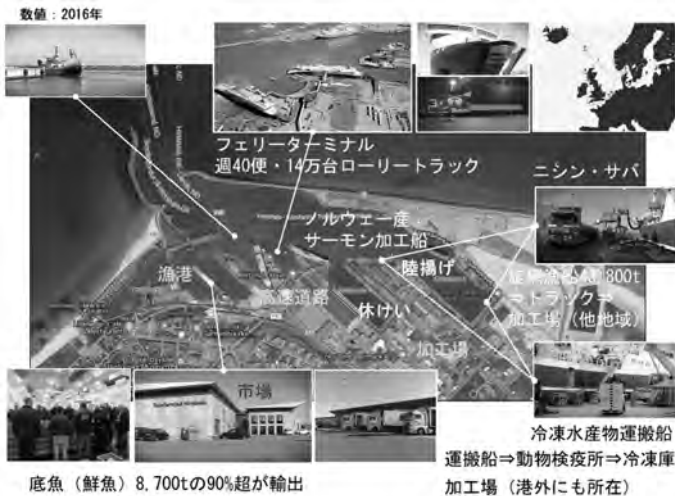 数値：2016年
フェリーターミナル
週40便・14万台ローリートラック
ニシン・サバ
ノルウェー産
サーモン加工船
漁港
陸揚げ
高速道路
800t
⇒トラック⇒
休けい
加工場（他地域）
加工場
市場
冷凍水産物運搬船
運搬船⇒動物検疫所⇒冷凍庫
底魚（鮮魚）8,700tの90%超が輸出
加工場（港外にも所在）